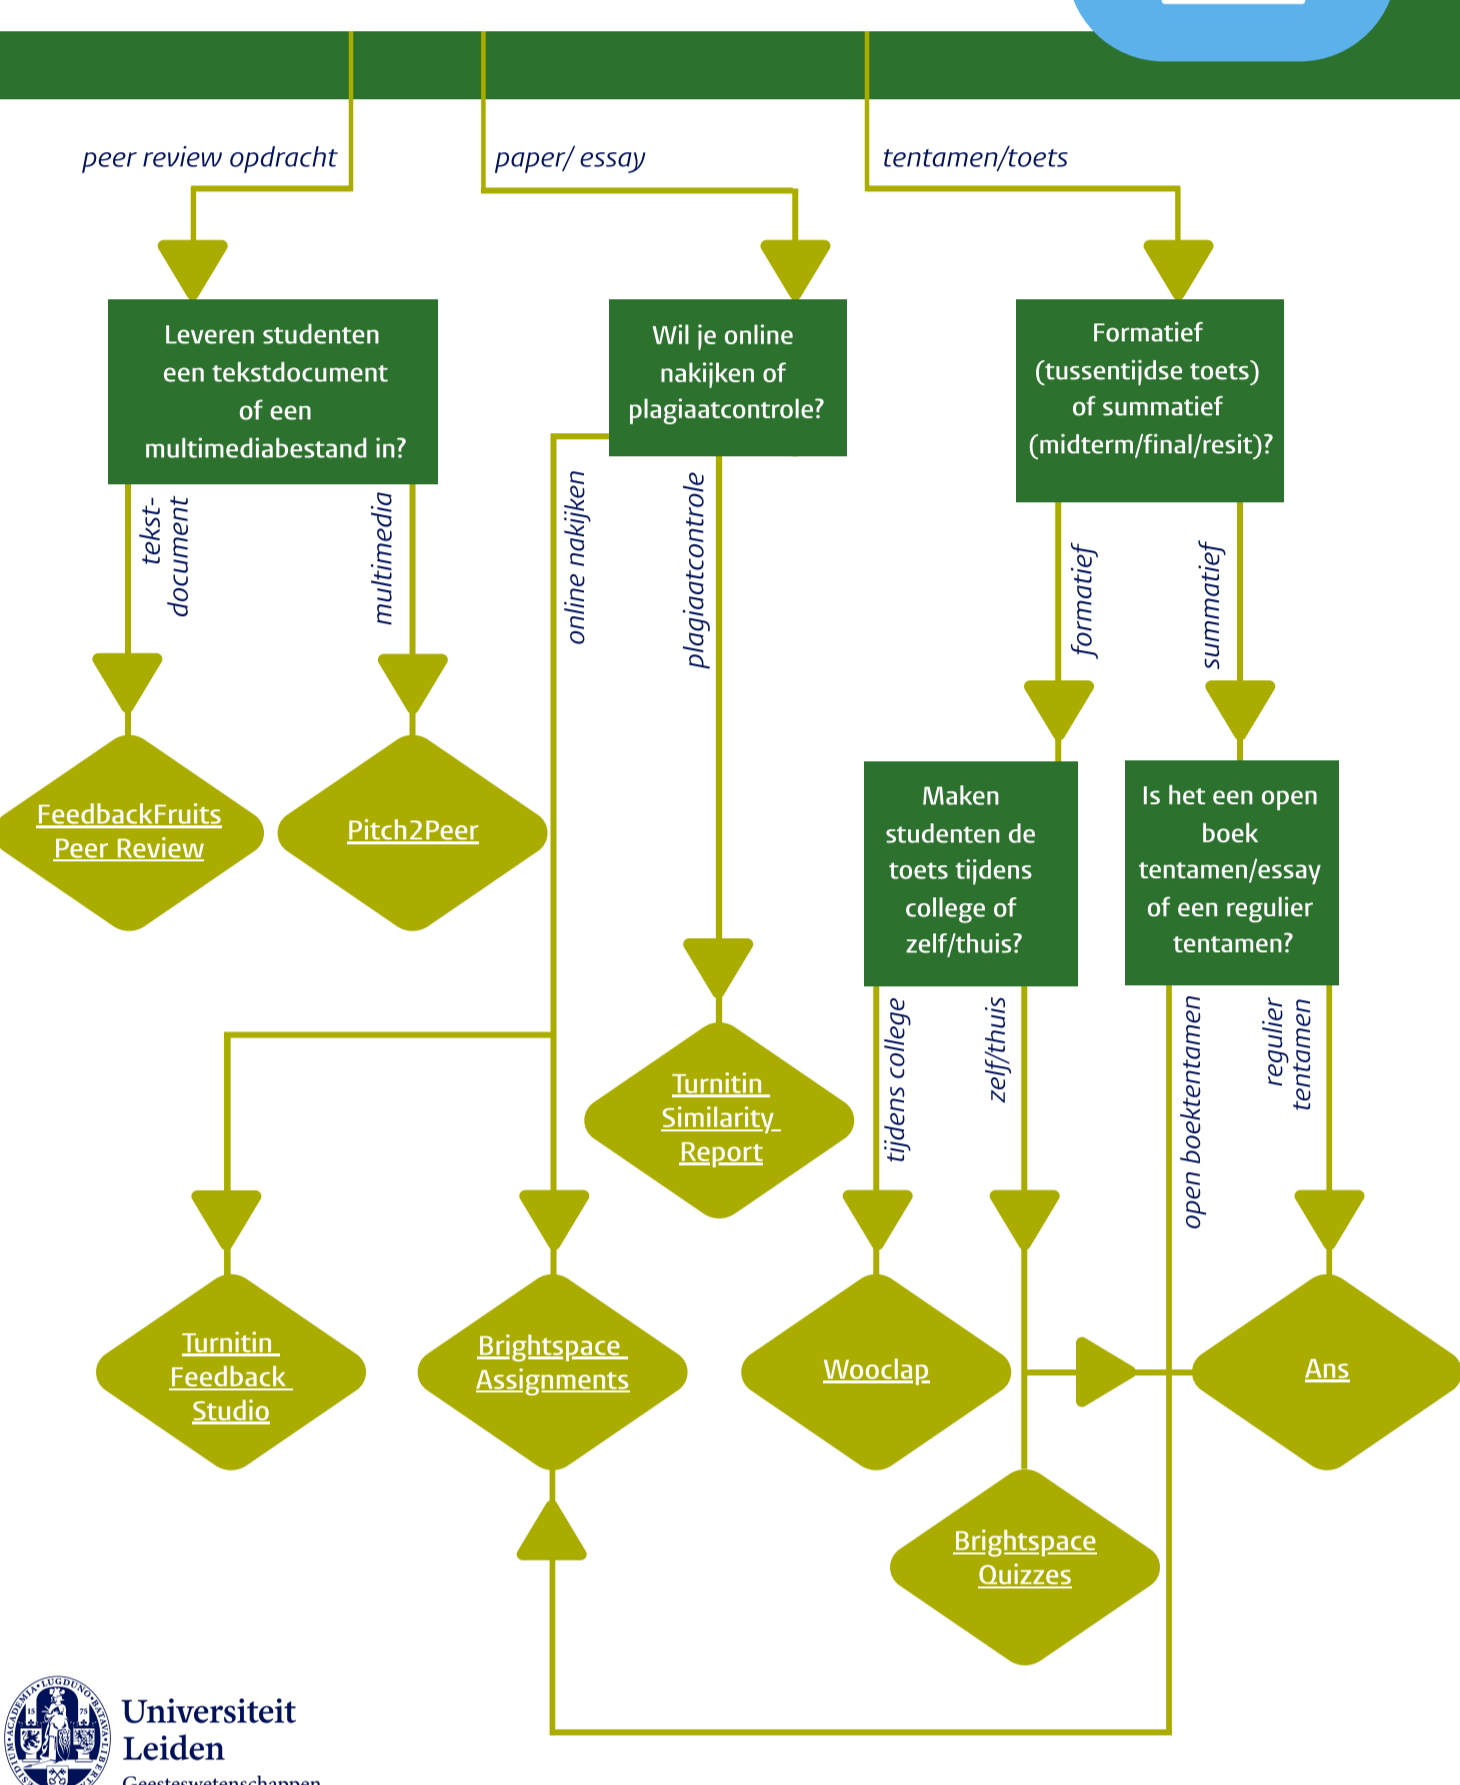 peer review opdracht
paper/ essay
tentamen/toets
Leveren studenten
een tekstdocument
of een
multimediabestand in?
Wil je online
nakijken of
plagiaatcontrole?
Formatief
(tussentijdse toets)
of summatief
(midterm/final/resit)?
tekst-
document
multimedia
online nakijken
plagiaatcontrole
formatief
summatief
FeedbackFruits
Peer Review
Pitch2Peer
Maken
studenten de
toets tijdens
college of
zelf/thuis?
Is het een open
boek
tentamen/essay
of een regulier
tentamen?
tijdens college
zelf/thuis
open boektentamen
regulier
tentamen
Turnitin
Similarity
Report
Turnitin
Feedback
Studio
Brightspace
Assignments
Wooclap
Ans
Brightspace
Quizzes
Universiteit
Leiden
Geesteswetenschappen